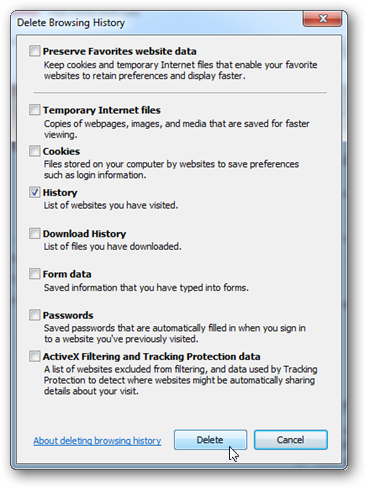 Delete Browsing History
Preserve Favorites website data
Keep cookies and temporary Internet files that enable your favorite
websites to retain preferences and display faster.
Temporary Internet files
Copies of webpages, images, and media that are saved for faster
viewing.
Cookies
Files stored on your computer by websites to save preferences
such as login information.
History
List of websites you have visited.
Download History
List of files you have downloaded.
Form data
Saved information that you have typed into forms.
Passwords
Saved passwords that are automatically filled in when you sign in
to a website you've previously visited.
ActiveX Filtering and Tracking Protection data
A list of websites excluded from filtering, and data used by Tracking
Protection to detect where websites might be automatically sharing
details about your visit.
About deleting browsing history Delete Cancel